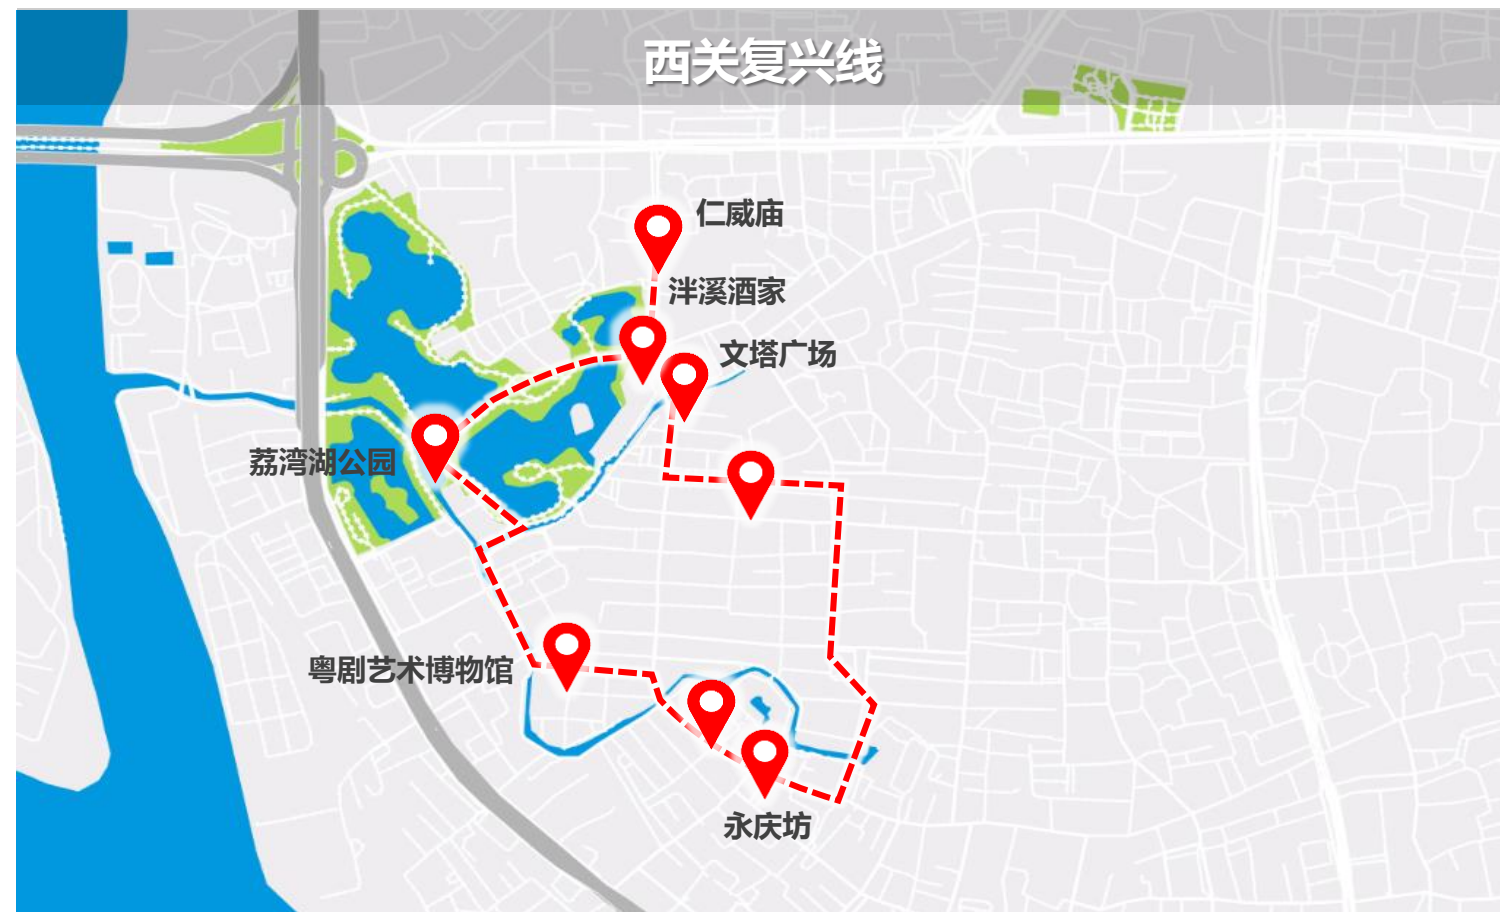 西关复兴线
仁威庙
泮溪酒家
文塔广场
荔湾湖公园
粤剧艺术博物馆
永庆坊